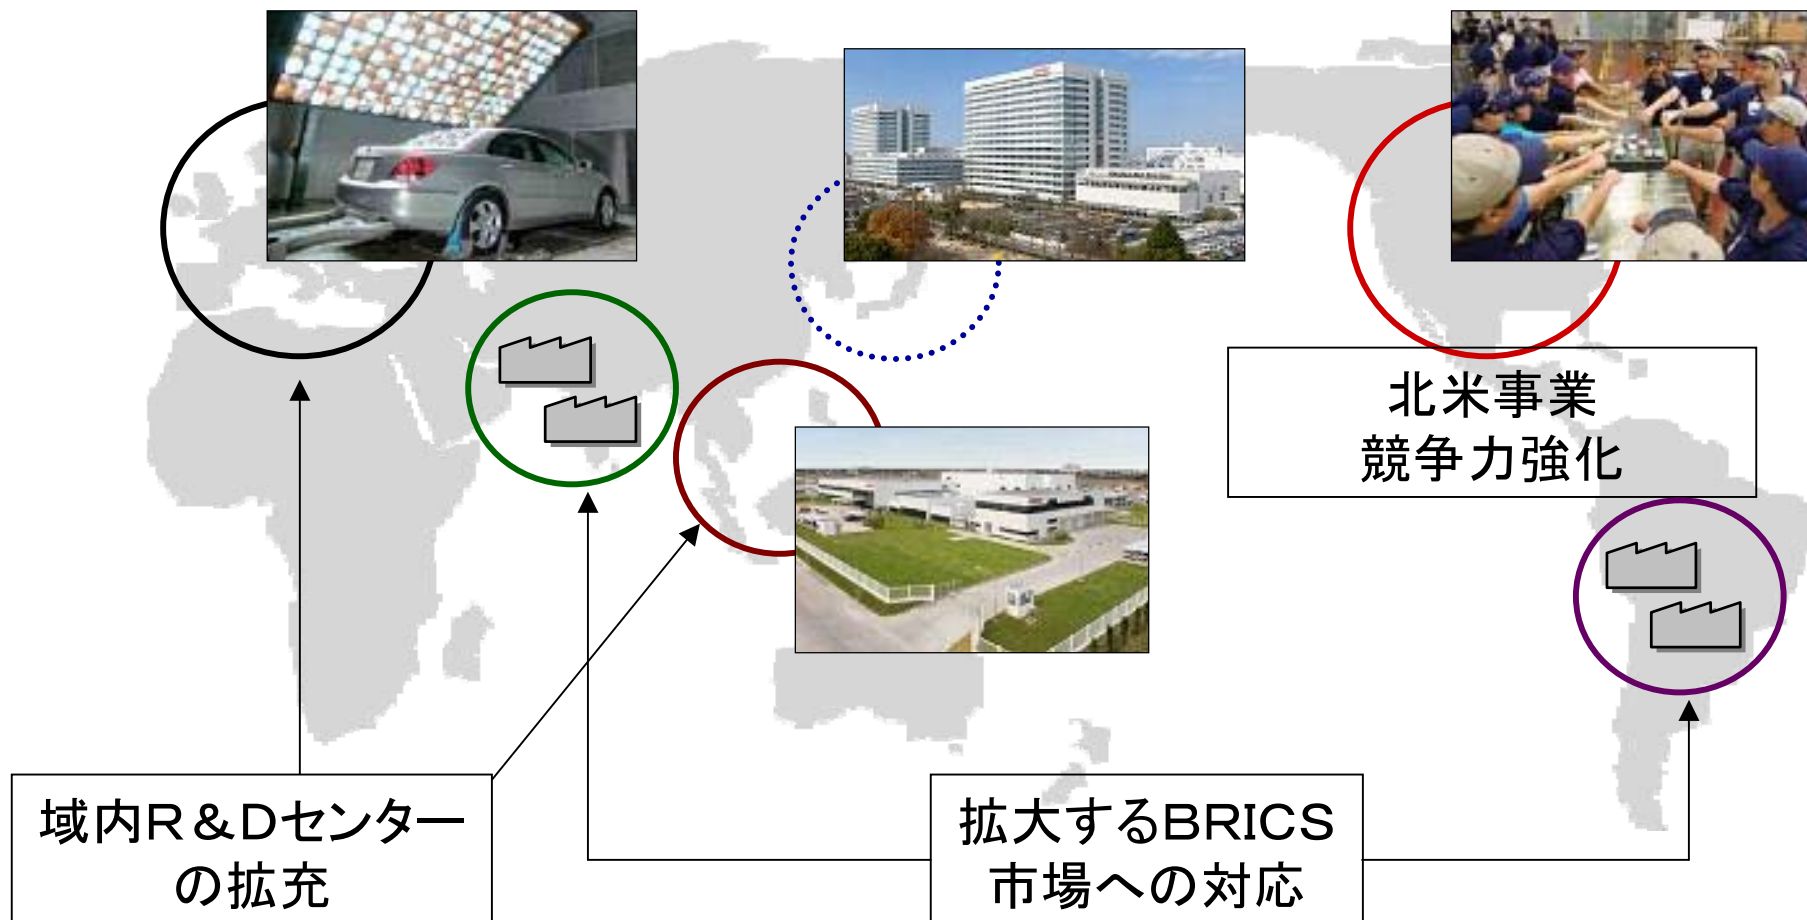 北米事業
競争力強化
域内R&Dセンター
の拡充
拡大するBRICS
市場への対応